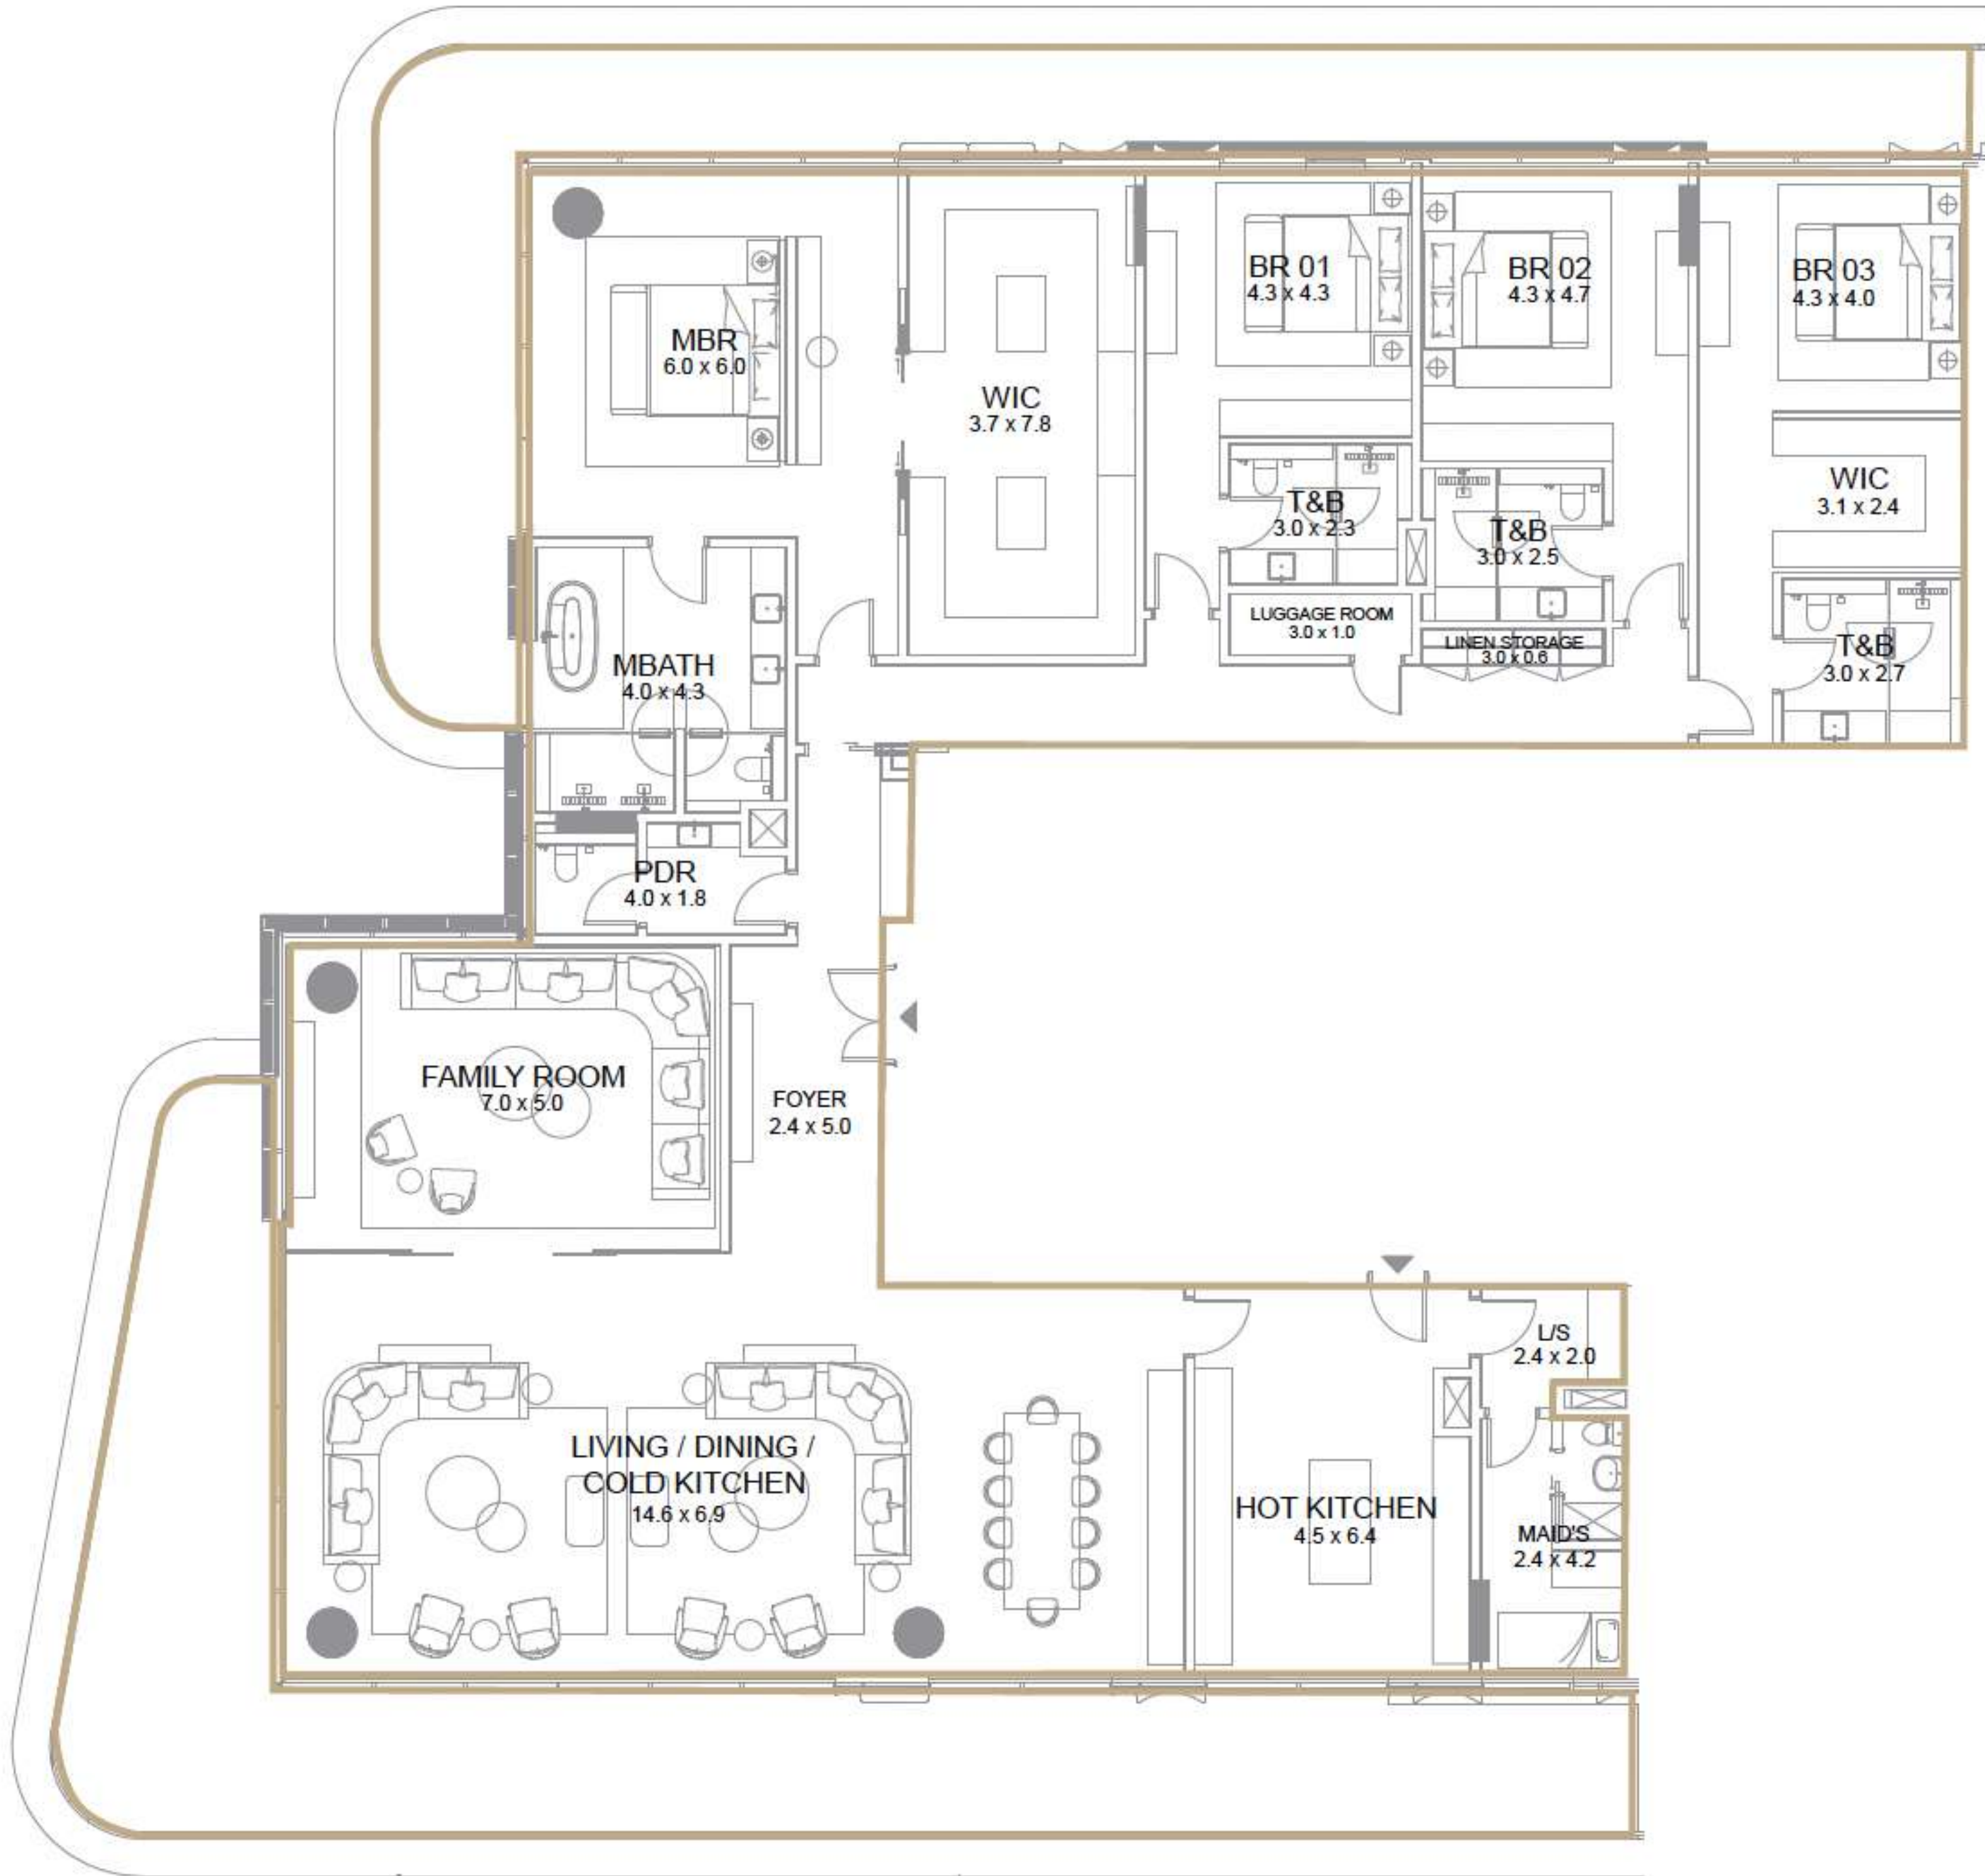 BR 01
4.3 x 4.3
BR 02
4.3 x 4.7
BR 03
4.3 x 4.0
MBR
6.0 x 6.0
WIC
3.7 x 7.8
WIC
3.1 x 2.4
T&B
3.0 x 2.3
T&B
3.0 x 2.5
LUGGAGE ROOM
3.0 x 1.0
LINEN STORAGE
3.0 x 0.6
T&B
3.0 x 2.7
MBATH
4.0 x 4.3
PDR
4.0 x 1.8
FAMILY ROOM
7.0 x 5.0
FOYER
2.4 x 5.0
L/S
2.4 x 2.0
LIVING / DINING /
COLD KITCHEN
14.6 x 6.9
HOT KITCHEN
4.5 x 6.4
MAID'S
2.4 x 4.2